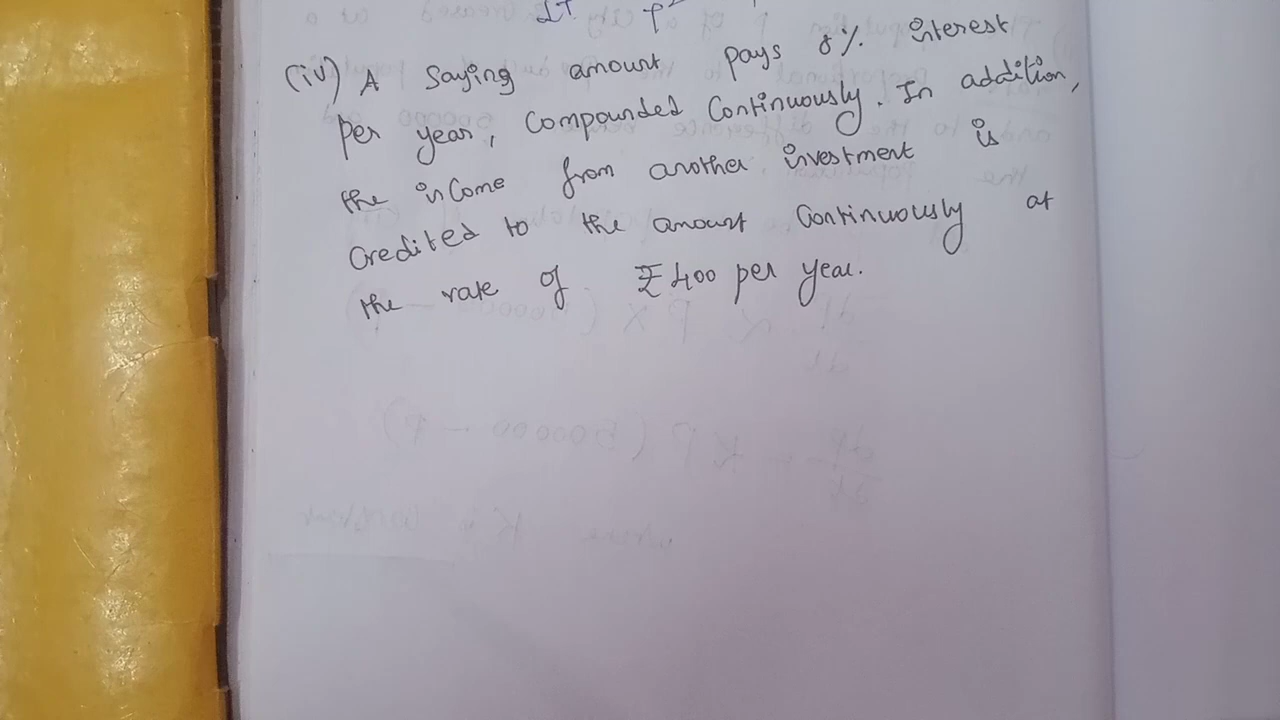 (iv) A Saying amount pays 8% interest
per year, Compounded Continuously. In addition,
the income from another investment is
Credited to the amount Continuously at
the rate of ₹400 per year.